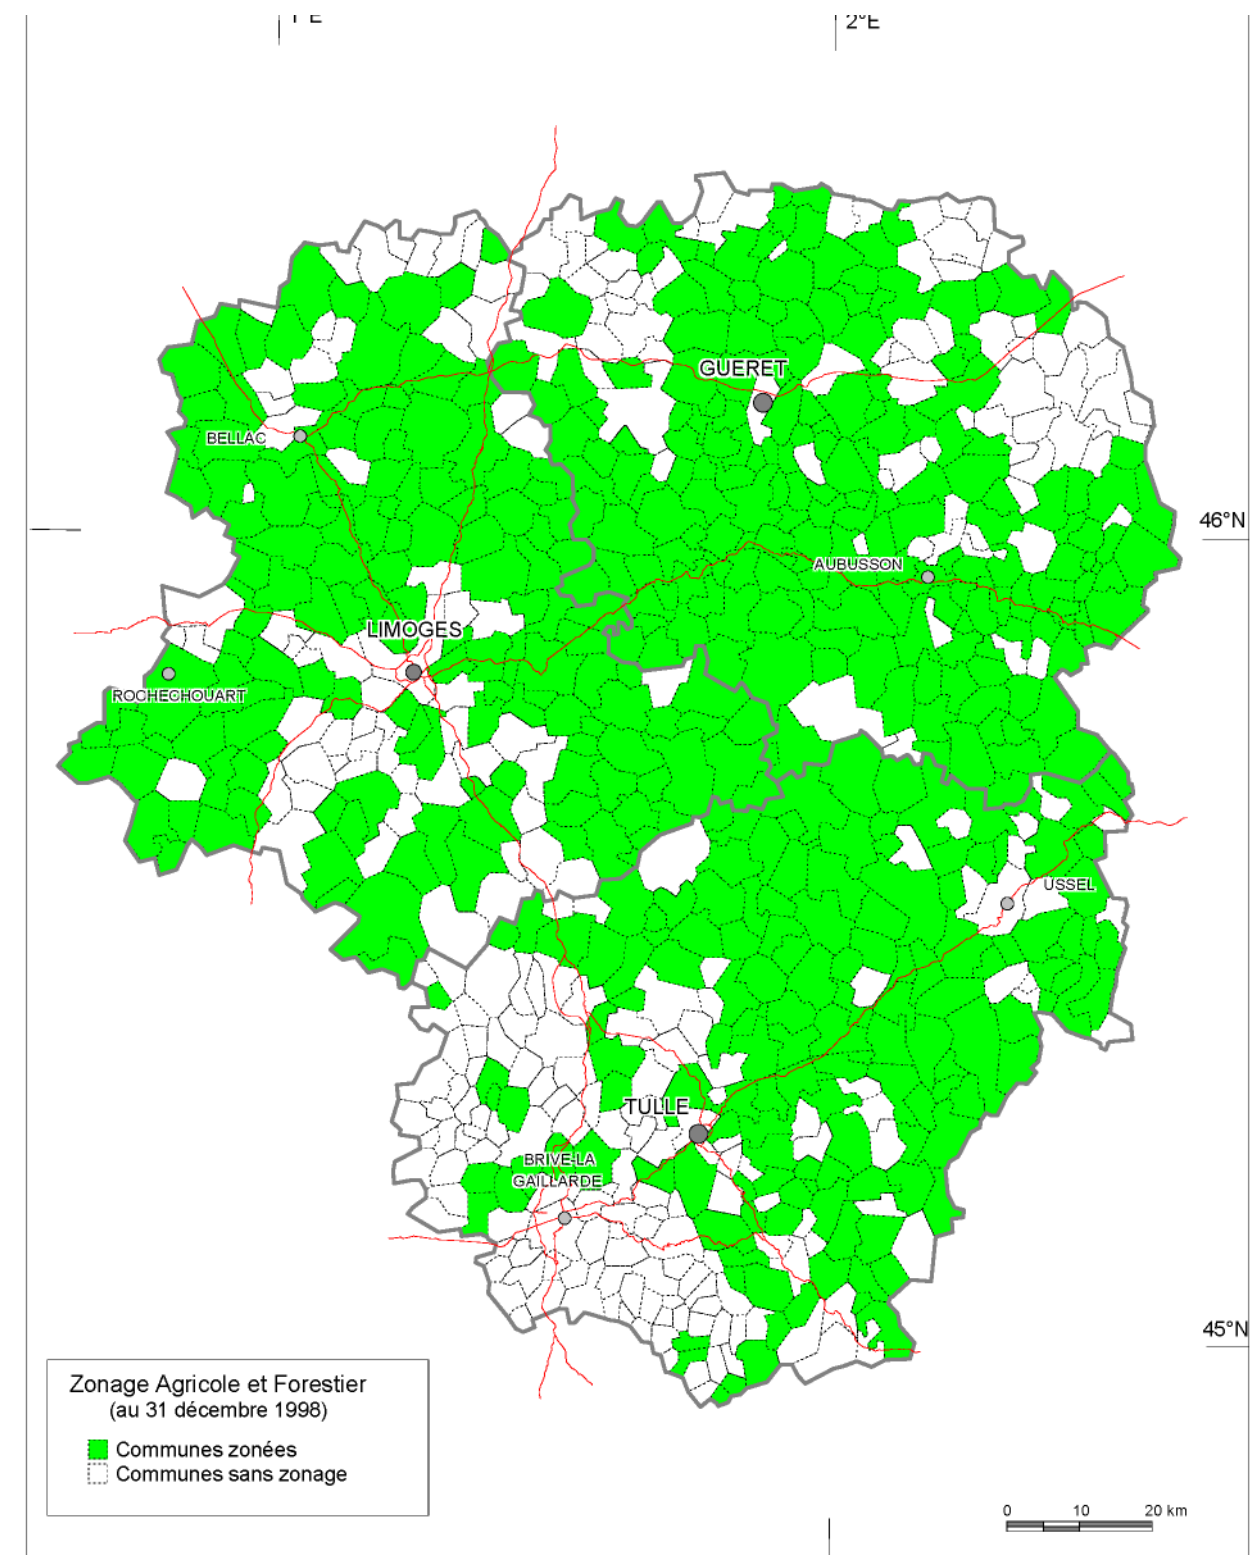 1°E
2°E
GUERET
BELLAC
46°N
AUBUSSON
LIMOGES
ROCHECHOUART
USSEL
TULLE
BRIVE-LA
GAILLARDE
45°N
Zonage Agricole et Forestier
(au 31 décembre 1998)
Communes zonées
Communes sans zonage
0 10 20 km